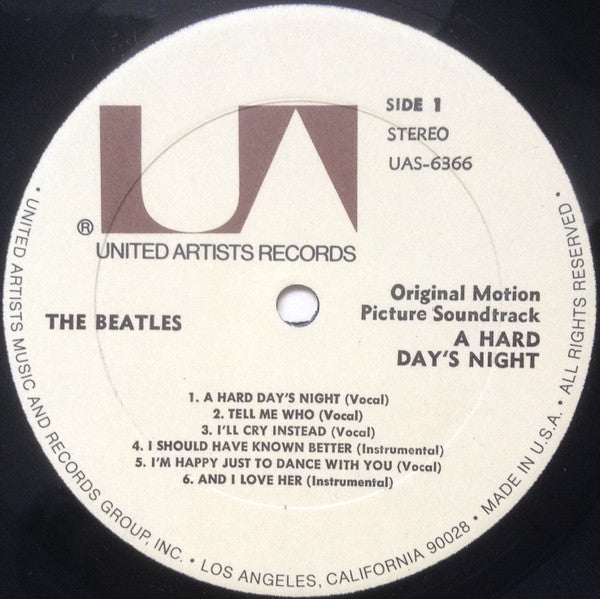 SIDE 1
STEREO
UAS-6366
UA
®
UNITED ARTISTS RECORDS
THE BEATLES
Original Motion
Picture Soundtrack
A HARD
DAY'S NIGHT
1. A HARD DAY'S NIGHT (Vocal)
2. TELL ME WHO (Vocal)
3. I'LL CRY INSTEAD (Vocal)
4. I SHOULD HAVE KNOWN BETTER (Instrumental)
5. I'M HAPPY JUST TO DANCE WITH YOU (Vocal)
6. AND I LOVE HER (Instrumental)
• UNITED ARTISTS MUSIC AND RECORDS GROUP, INC. • LOS ANGELES, CALIFORNIA 90028 • MADE IN U.S.A. • ALL RIGHTS RESERVED •